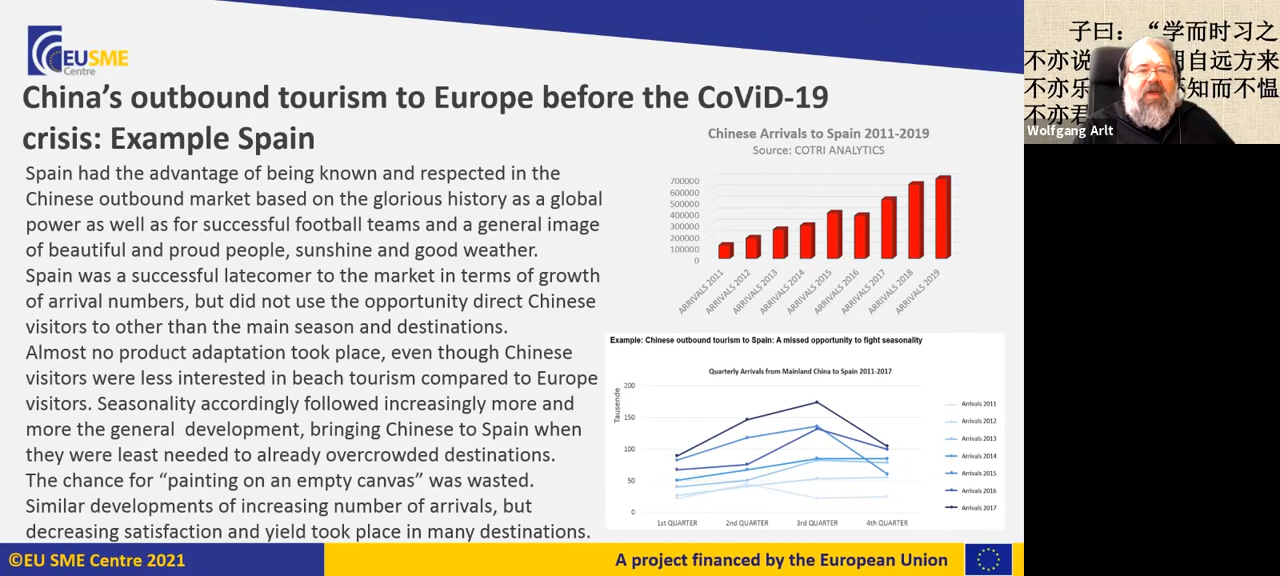 EUSME
Centre
China’s outbound tourism to Europe before the CoViD-19
crisis: Example Spain
Spain had the advantage of being known and respected in the
Chinese outbound market based on the glorious history as a global
power as well as for successful football teams and a general image
of beautiful and proud people, sunshine and good weather.
Spain was a successful latecomer to the market in terms of growth
of arrival numbers, but did not use the opportunity direct Chinese
visitors to other than the main season and destinations.
Almost no product adaptation took place, even though Chinese
visitors were less interested in beach tourism compared to Europe
visitors. Seasonality accordingly followed increasingly more and
more the general development, bringing Chinese to Spain when
they were least needed to already overcrowded destinations.
The chance for “painting on an empty canvas” was wasted.
Similar developments of increasing number of arrivals, but
decreasing satisfaction and yield took place in many destinations.
Chinese Arrivals to Spain 2011-2019
Source: COTRI ANALYTICS
700000
600000
500000
400000
300000
200000
100000
0
ARRIVALS 2011
ARRIVALS 2012
ARRIVALS 2013
ARRIVALS 2014
ARRIVALS 2015
ARRIVALS 2016
ARRIVALS 2017
ARRIVALS 2018
ARRIVALS 2019
Example: Chinese outbound tourism to Spain: A missed opportunity to fight seasonality
Quarterly Arrivals from Mainland China to Spain 2011-2017
Tausende
200
150
100
50
0
1st QUARTER
2nd QUARTER
3rd QUARTER
4th QUARTER
Arrivals 2011
Arrivals 2012
Arrivals 2013
Arrivals 2014
Arrivals 2015
Arrivals 2016
Arrivals 2017
©EU SME Centre 2021
A project financed by the European Union
子曰：“学而时习之
不亦说 自远方来
不亦乐 知而不愠
不亦君
Wolfgang Arlt